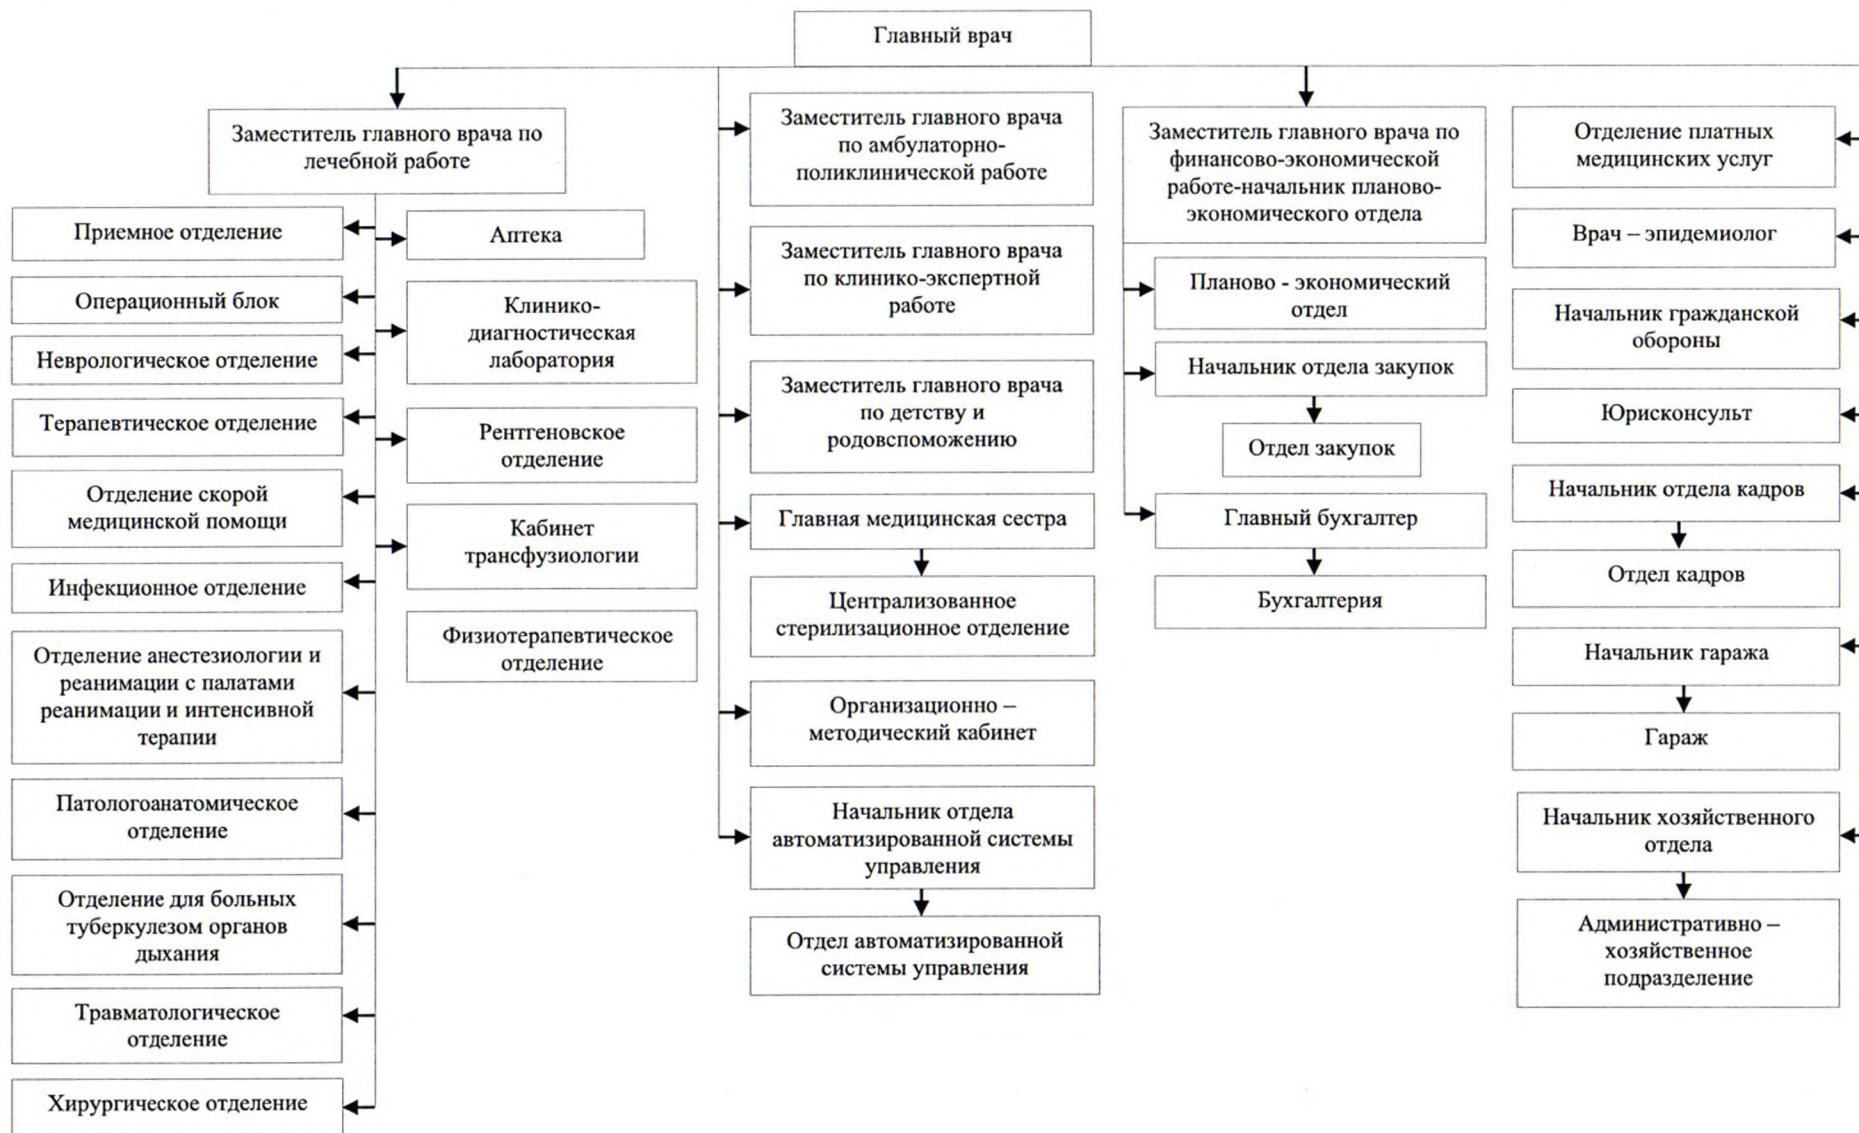 Главный врач
Заместитель главного врача по
лечебной работе
Приемное отделение
Операционный блок
Неврологическое отделение
Терапевтическое отделение
Отделение скорой
медицинской помощи
Инфекционное отделение
Отделение анестезиологии и
реанимации с палатами
реанимации и интенсивной
терапии
Патологоанатомическое
отделение
Отделение для больных
туберкулезом органов
дыхания
Травматологическое
отделение
Хирургическое отделение
Аптека
Клинико-
диагностическая
лаборатория
Рентгеновское
отделение
Кабинет
трансфузиологии
Физиотерапевтическое
отделение
Заместитель главного врача
по амбулаторно-
поликлинической работе
Заместитель главного врача
по клинико-экспертной
работе
Заместитель главного врача
по детству и
родовспоможению
Главная медицинская сестра
Централизованное
стерилизационное отделение
Организационно –
методический кабинет
Начальник отдела
автоматизированной системы
управления
Отдел автоматизированной
системы управления
Заместитель главного врача по
финансово-экономической
работе-начальник планово-
экономического отдела
Планово - экономический
отдел
Начальник отдела закупок
Отдел закупок
Главный бухгалтер
Бухгалтерия
Отделение платных
медицинских услуг
Врач – эпидемиолог
Начальник гражданской
обороны
Юрисконсульт
Начальник отдела кадров
Отдел кадров
Начальник гаража
Гараж
Начальник хозяйственного
отдела
Административно –
хозяйственное
подразделение